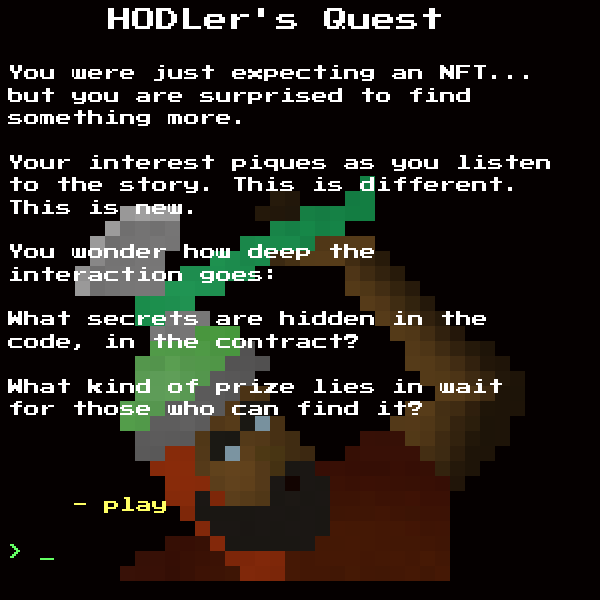 HODLer's Quest
You were just expecting an NFT...
but you are surprised to find
something more.
Your interest piques as you listen
to the story. This is different.
This is new.
You wonder how deep the
interaction goes:
What secrets are hidden in the
code, in the contract?
What kind of prize lies in wait
for those who can find it?
- play
> _